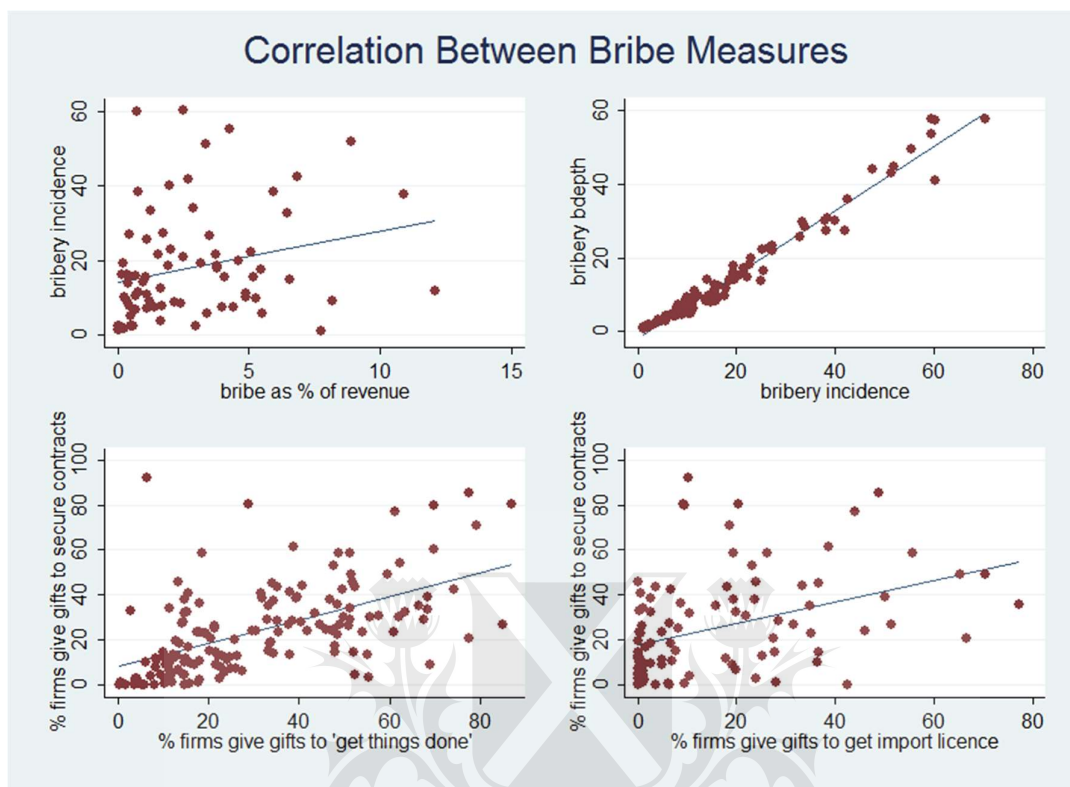 Correlation Between Bribe Measures
bribery incidence
0 20 40 60
0 5 10 15
bribe as % of revenue
bribery bdepth
0 20 40 60
0 20 40 60 80
bribery incidence
% firms give gifts to secure contracts
0 20 40 60 80 100
0 20 40 60 80
% firms give gifts to 'get things done'
% firms give gifts to secure contracts
0 20 40 60 80 100
0 20 40 60 80
% firms give gifts to get import licence